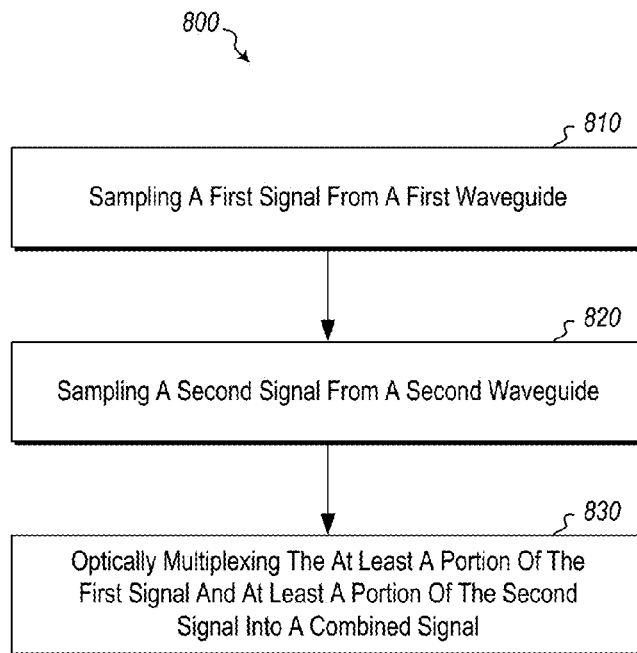 800
810
Sampling A First Signal From A First Waveguide
820
Sampling A Second Signal From A Second Waveguide
830
Optically Multiplexing The At Least A Portion Of The
First Signal And At Least A Portion Of The Second
Signal Into A Combined Signal